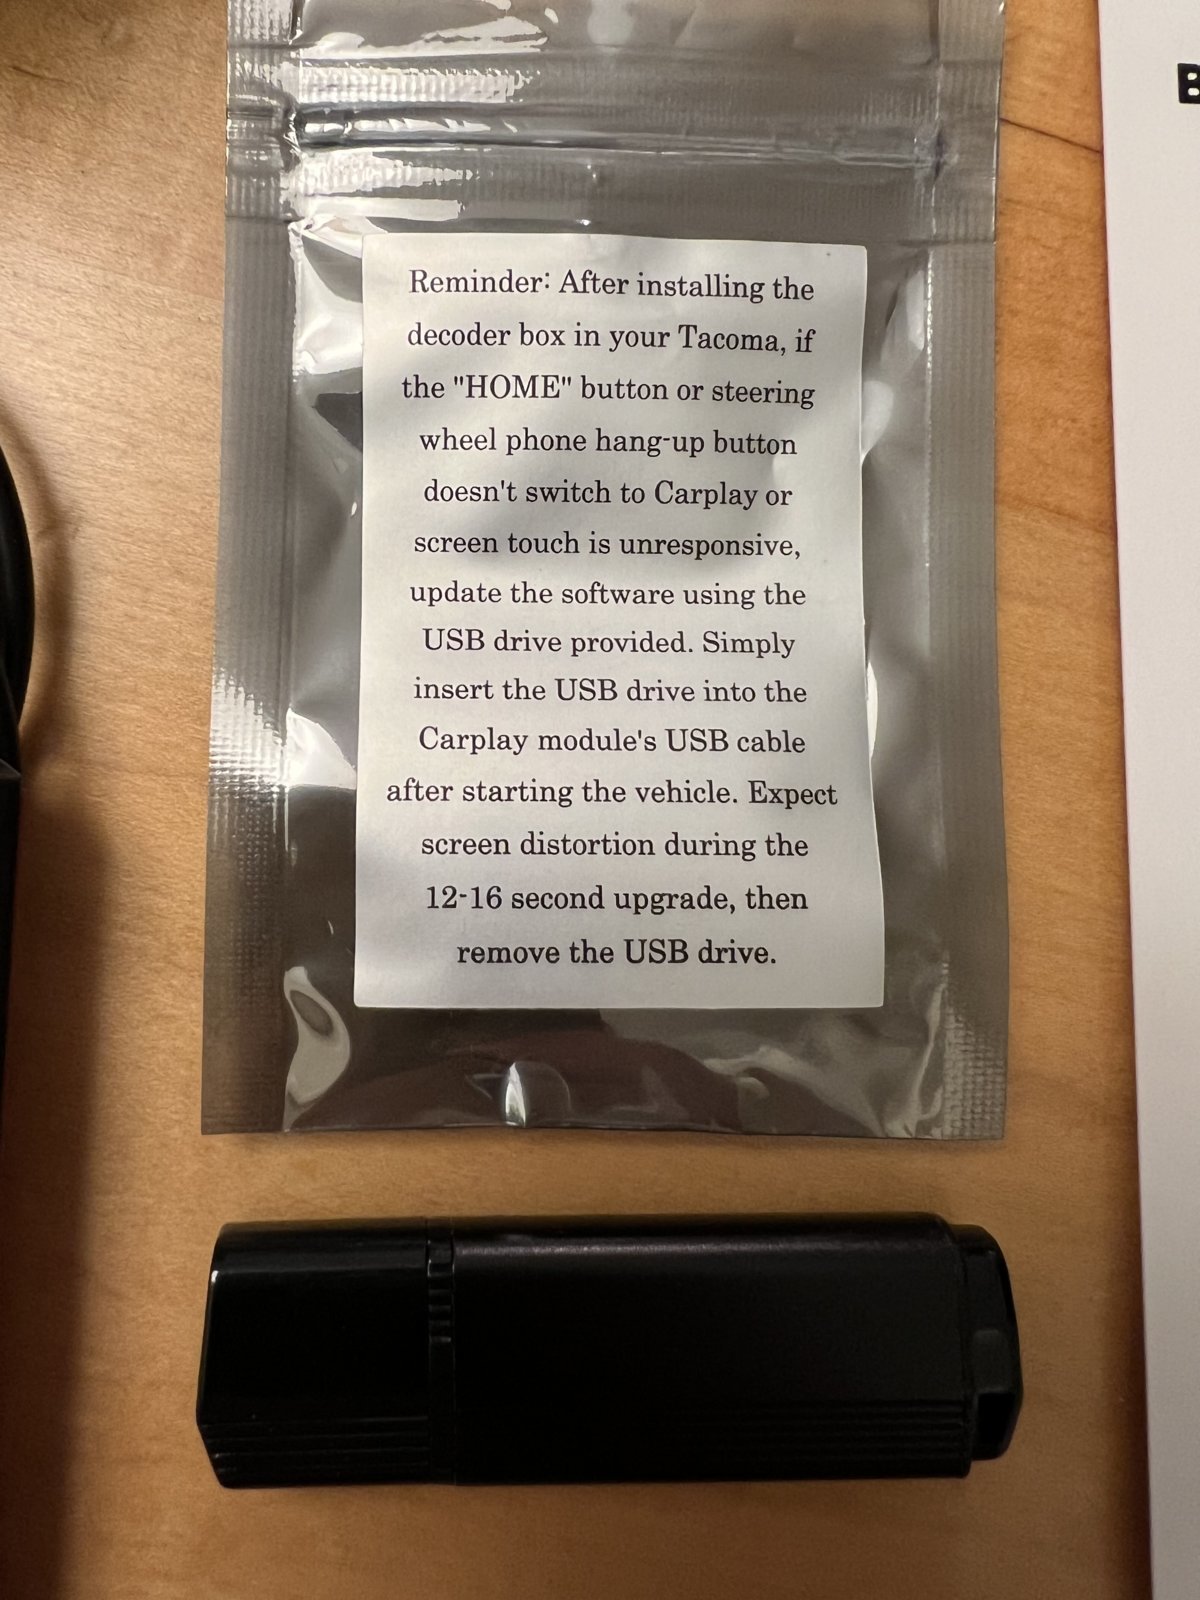 Reminder: After installing the
decoder box in your Tacoma, if
the "HOME" button or steering
wheel phone hang-up button
doesn't switch to Carplay or
screen touch is unresponsive,
update the software using the
USB drive provided. Simply
insert the USB drive into the
Carplay module's USB cable
after starting the vehicle. Expect
screen distortion during the
12-16 second upgrade, then
remove the USB drive.